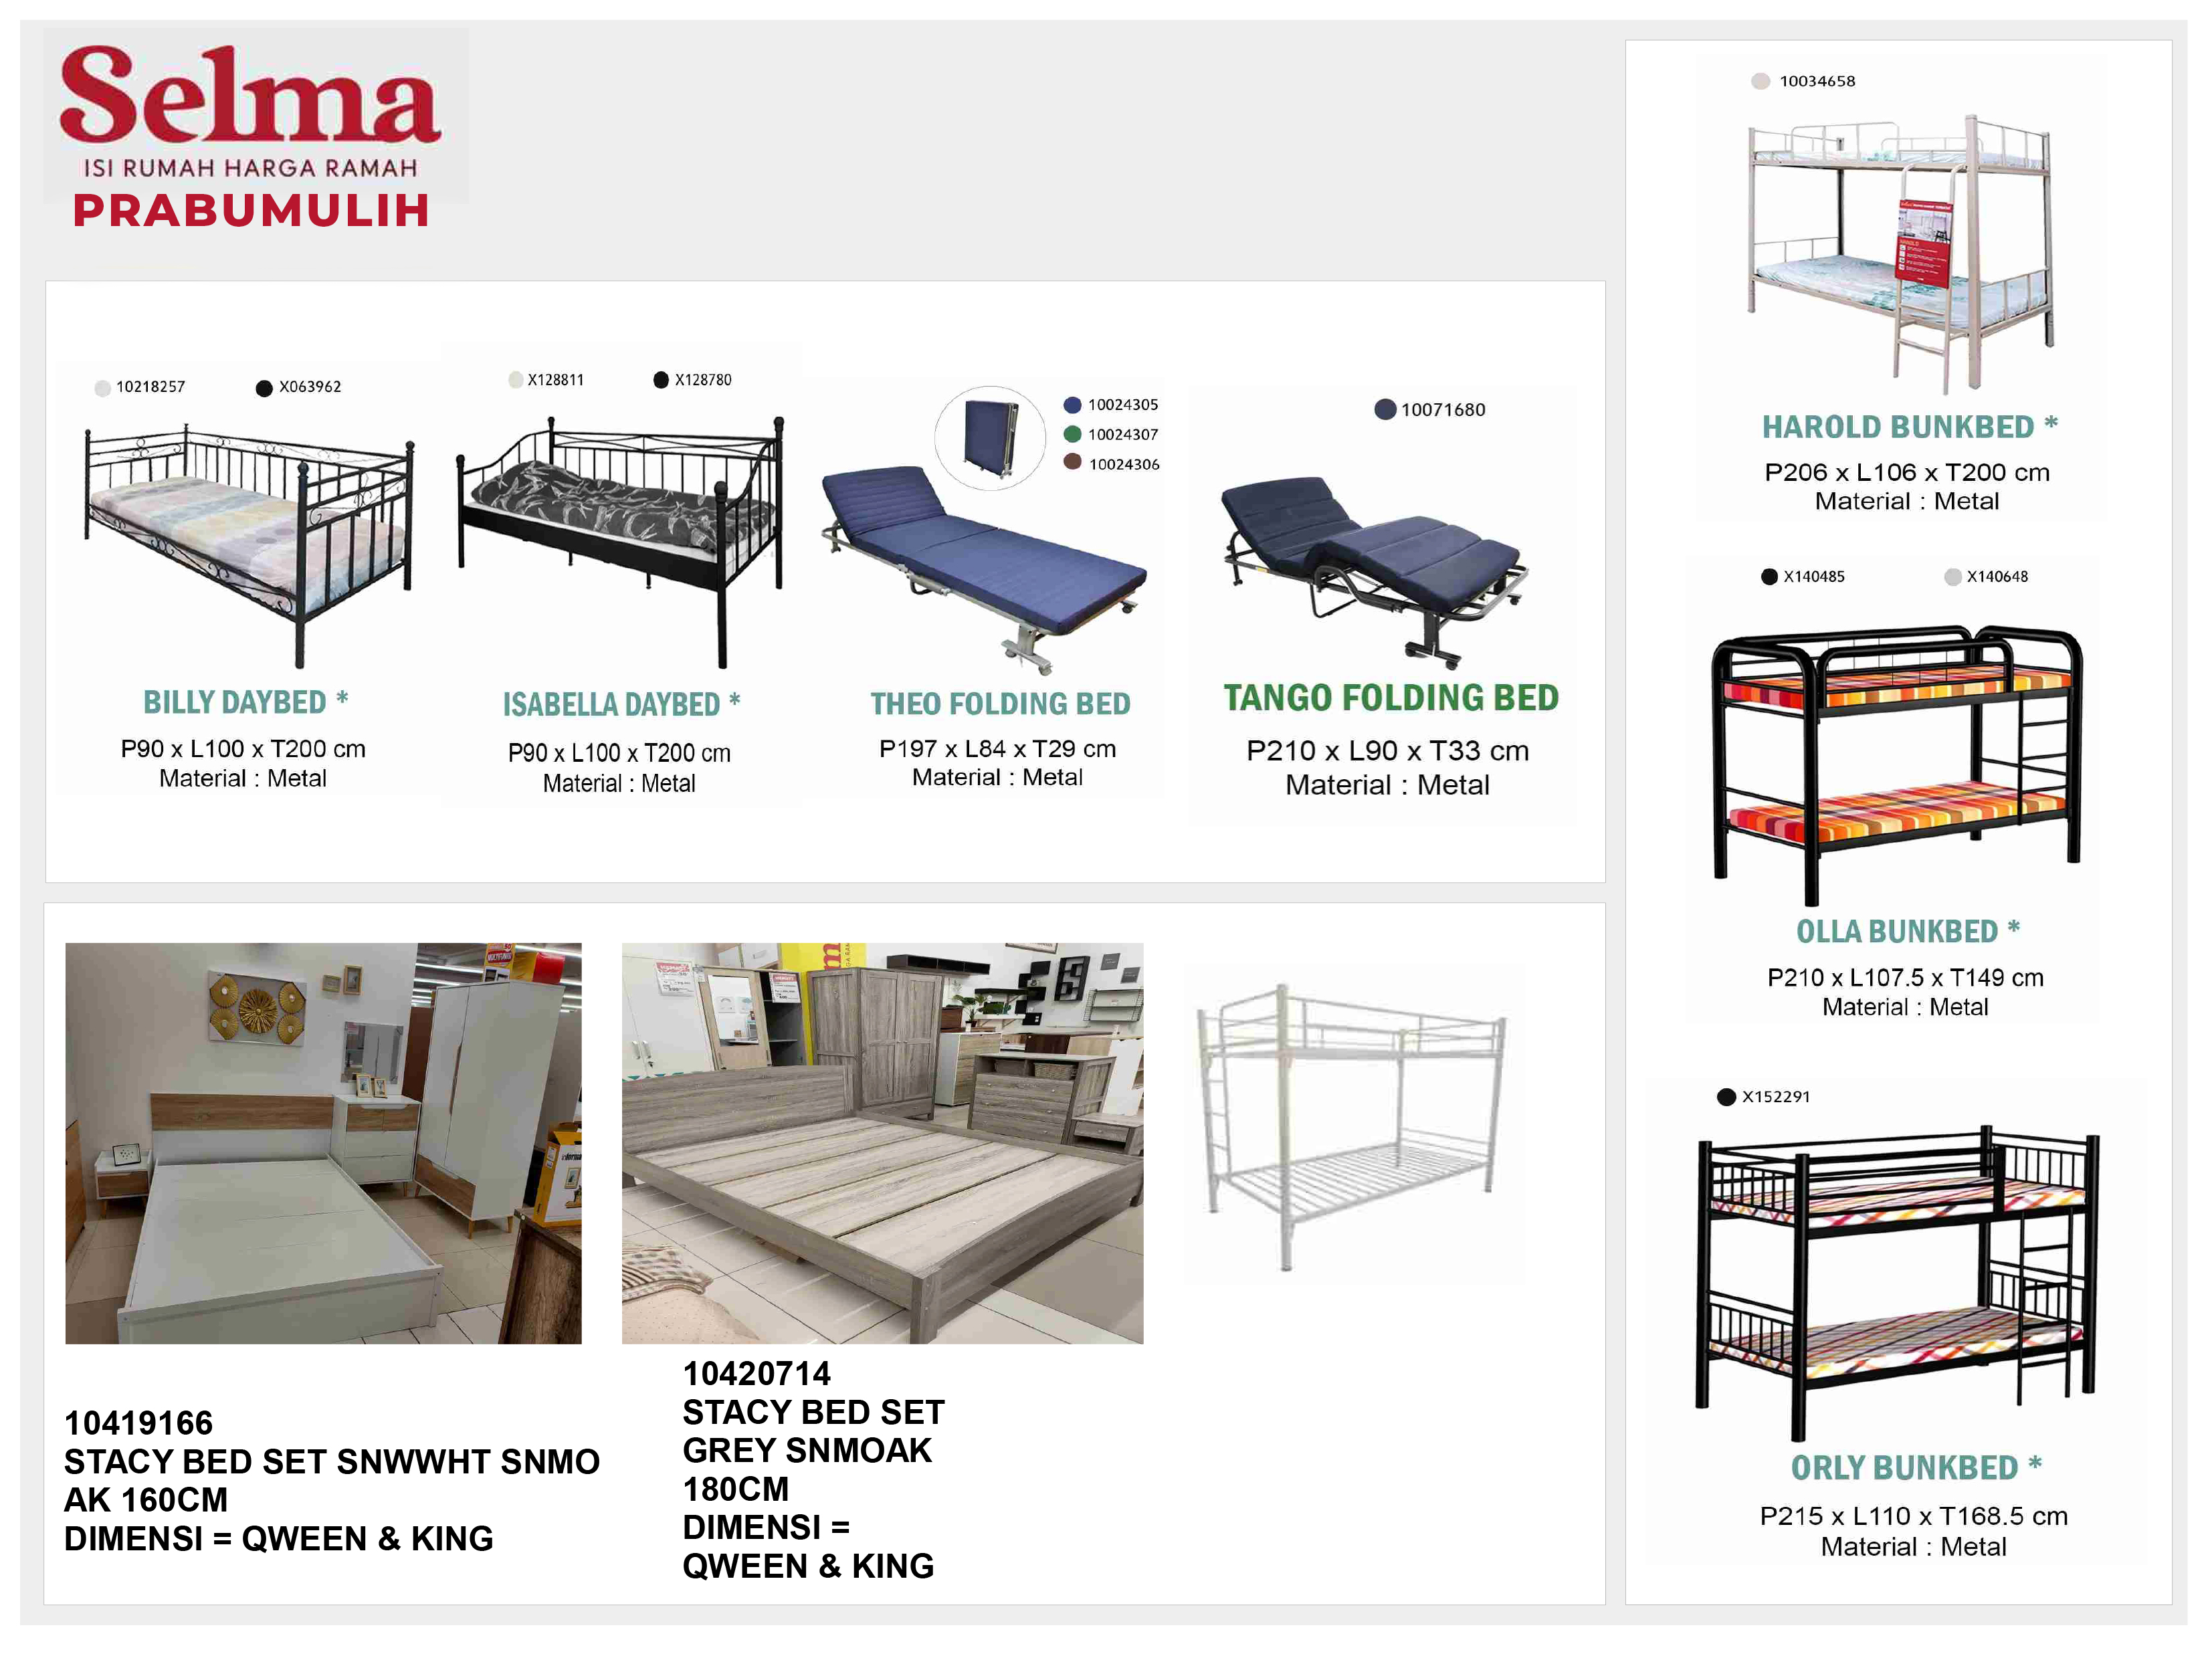 Selma
ISI RUMAH HARGA RAMAH
PRABUMULIH
10218257
X063962
BILLY DAYBED *
P90 x L100 x T200 cm
Material : Metal
X128811
X128780
ISABELLA DAYBED *
P90 x L100 x T200 cm
Material : Metal
10024305
10024307
10024306
THEO FOLDING BED
P197 x L84 x T29 cm
Material : Metal
10071680
TANGO FOLDING BED
P210 x L90 x T33 cm
Material : Metal
10419166
STACY BED SET SNWWHT SNMO
AK 160CM
DIMENSI = QWEEN & KING
10420714
STACY BED SET
GREY SNMOAK
180CM
DIMENSI =
QWEEN & KING
10034658
HAROLD
HAROLD BUNKBED *
P206 x L106 x T200 cm
Material : Metal
X140485
X140648
OLLA BUNKBED *
P210 x L107.5 x T149 cm
Material : Metal
X152291
ORLY BUNKBED *
P215 x L110 x T168.5 cm
Material : Metal